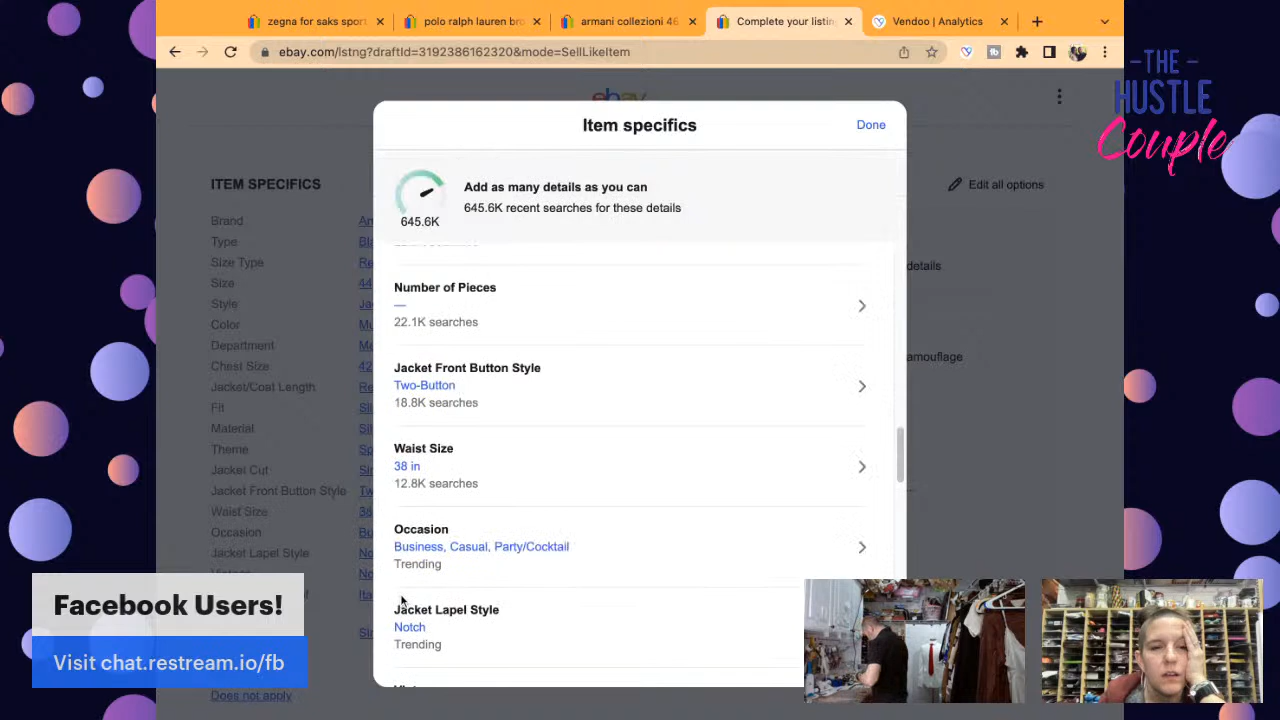 zegna for saks sport
polo ralph lauren bro
armani collezioni 46
Complete your listing
Vendoo | Analytics
ebay.com/lstng?draftId=3192386162320&mode=SellLikeItem
-THE-
HUSTLE
Couple
ebay
Item specifics
Done
Add as many details as you can
645.6K recent searches for these details
645.6K
ITEM SPECIFICS
Edit all options
Brand
Type
Size Type
Size
Style
Color
Department
Chest Size
Jacket/Coat Length
Fit
Material
Theme
Jacket Cut
Jacket Front Button Style
Waist Size
Occasion
Jacket Lapel Style
details
Number of Pieces
—
22.1K searches
Jacket Front Button Style
Two-Button
18.8K searches
Waist Size
38 in
12.8K searches
Occasion
Business, Casual, Party/Cocktail
Trending
Jacket Lapel Style
Notch
Trending
Facebook Users!
Visit chat.restream.io/fb
Does not apply